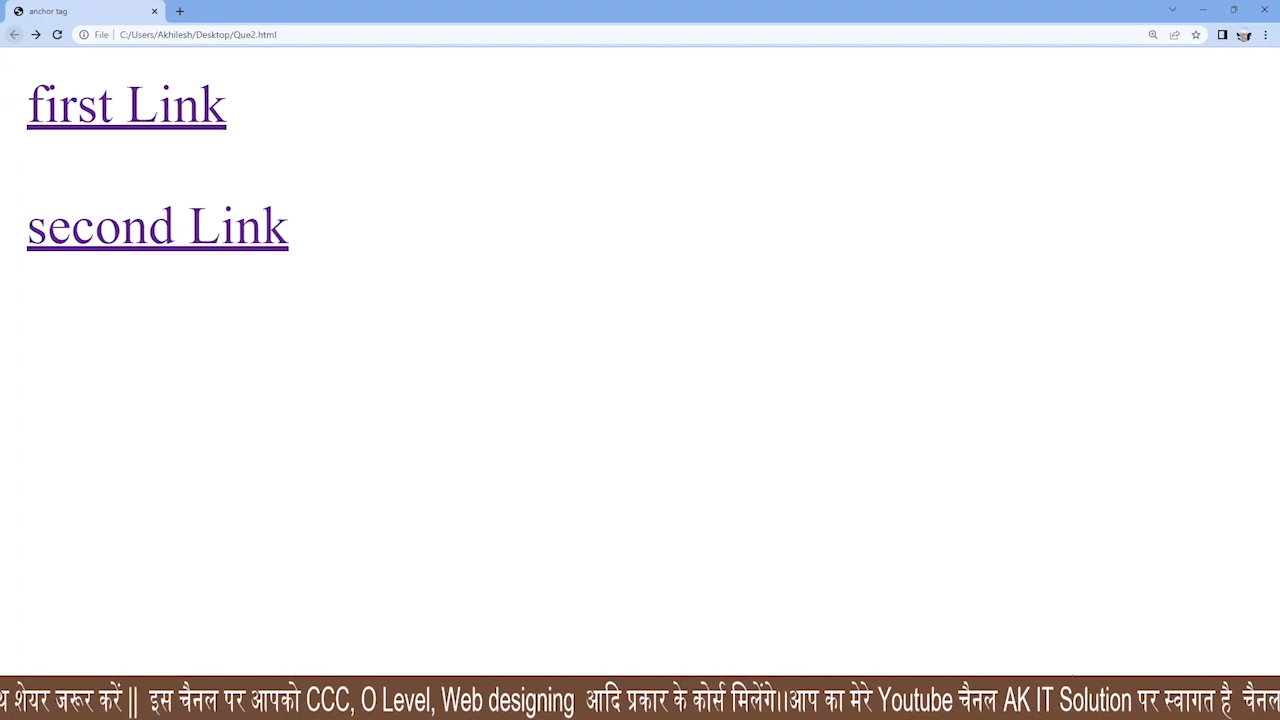 anchor tag
File
C:/Users/Akhilesh/Desktop/Que2.html
first Link
second Link
शेयर जरूर करें || इस चैनल पर आपको CCC, O Level, Web designing आदि प्रकार के कोर्स मिलेंगे।।आप का मेरे Youtube चैनल AK IT Solution पर स्वागत है